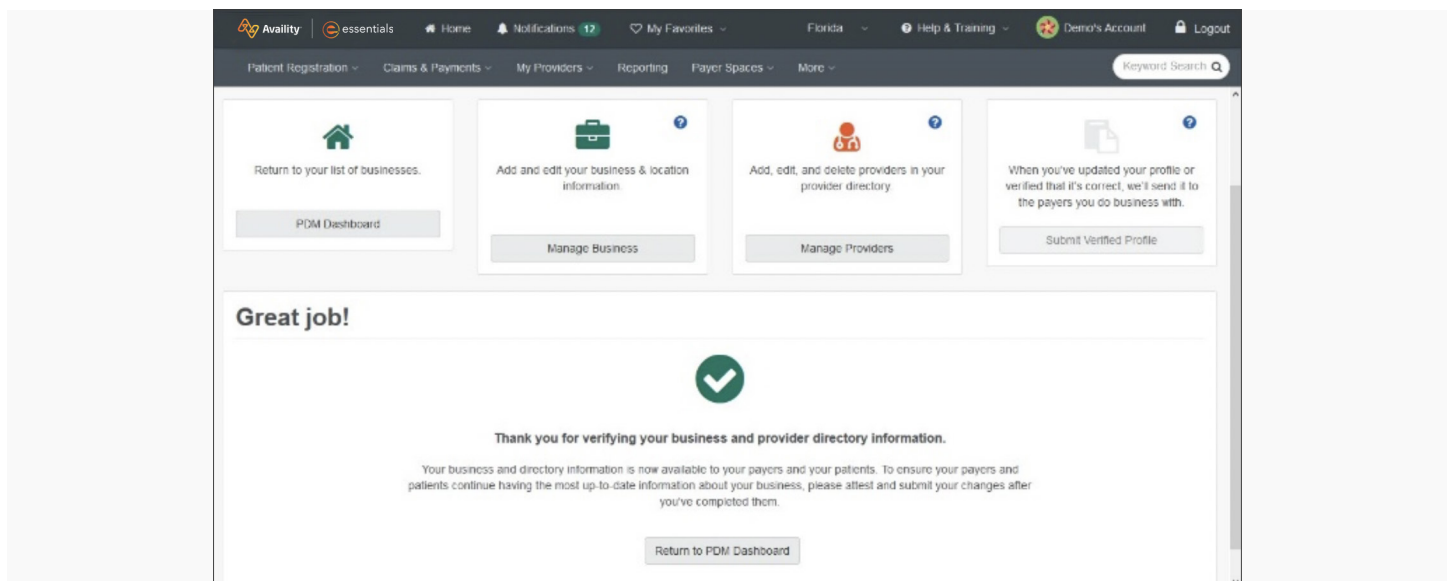 Availity essentials Home Notifications 12 My Favorites Florida Help & Training Demo's Account Logout
Patient Registration Claims & Payments My Providers Reporting Payer Spaces More Keyword Search
Return to your list of businesses.
PDM Dashboard
Add and edit your business & location
information.
Manage Business
Add, edit, and delete providers in your
provider directory.
Manage Providers
When you've updated your profile or
verified that it's correct, we'll send it to
the payers you do business with.
Submit Verified Profile
Great job!
Thank you for verifying your business and provider directory information.
Your business and directory information is now available to your payers and your patients. To ensure your payers and
patients continue having the most up-to-date information about your business, please attest and submit your changes after
you've completed them.
Return to PDM Dashboard